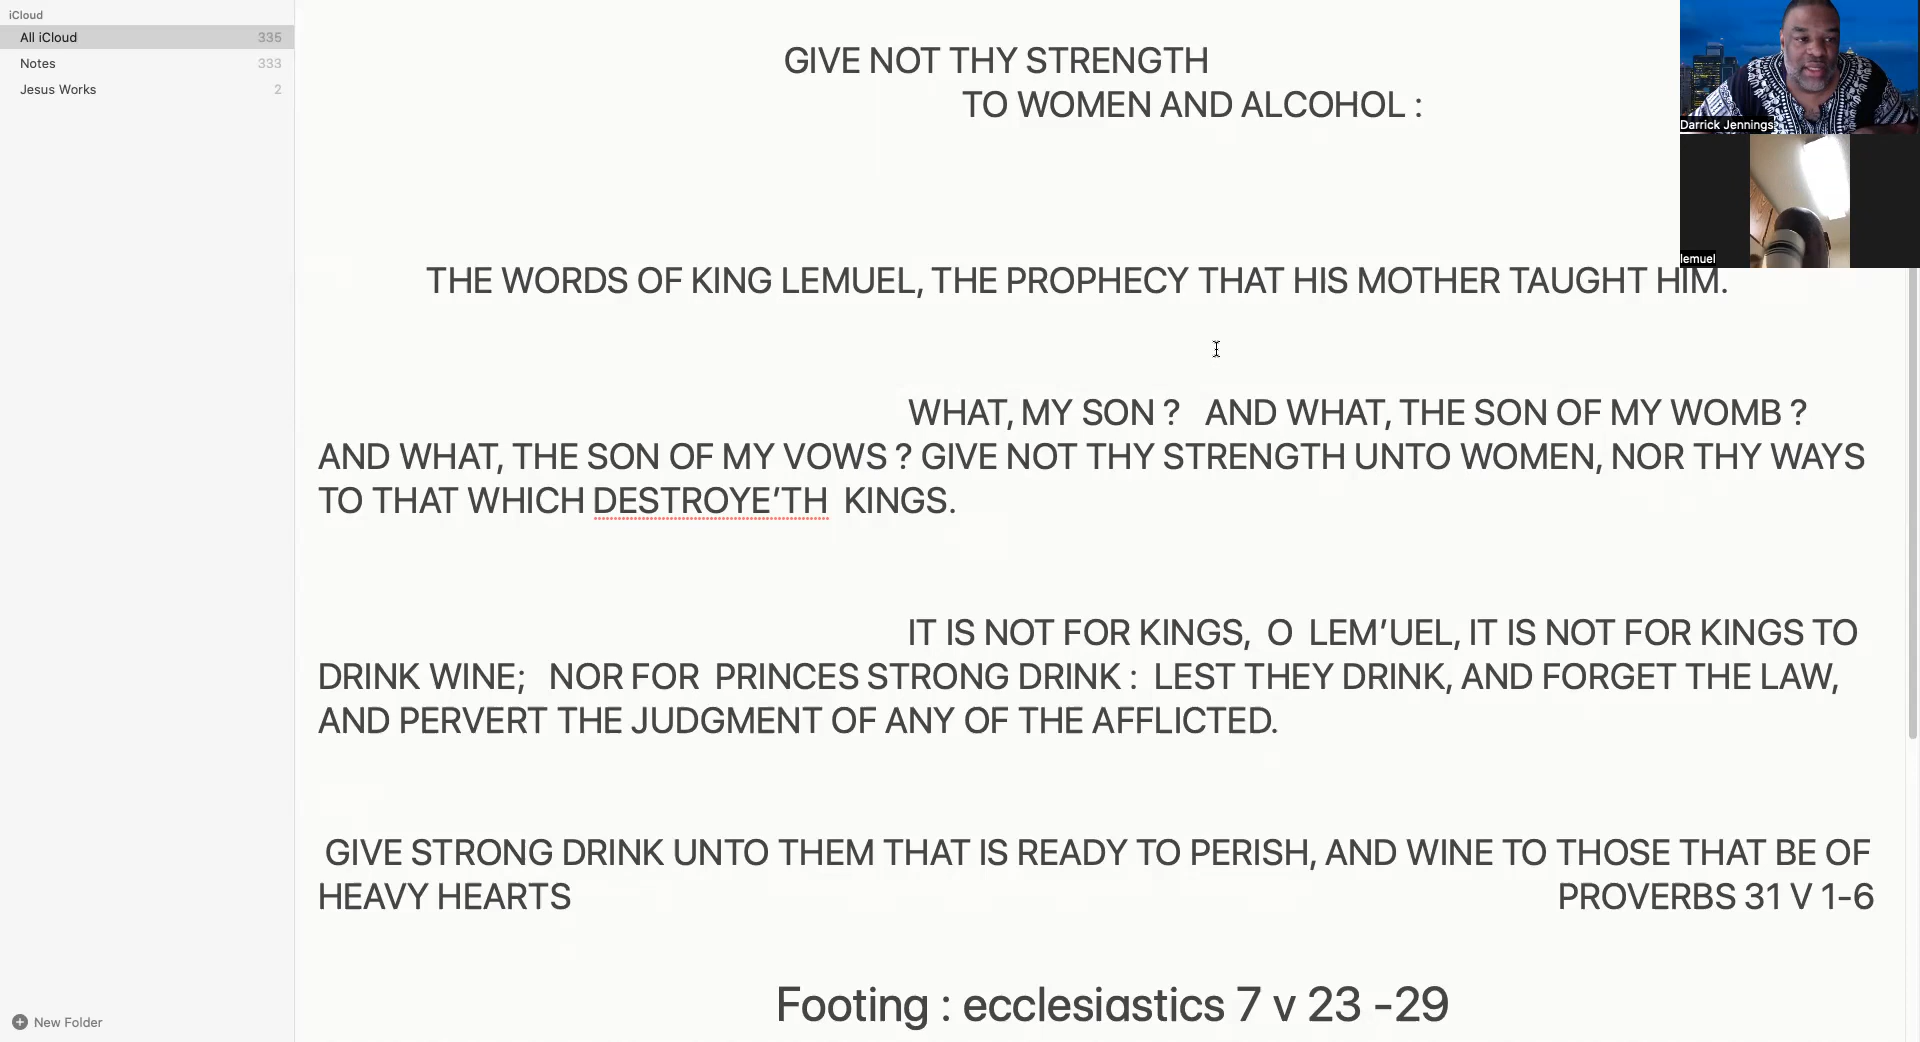 iCloud
All iCloud 335
Notes 333
Jesus Works 2
New Folder
GIVE NOT THY STRENGTH
TO WOMEN AND ALCOHOL :
THE WORDS OF KING LEMUEL, THE PROPHECY THAT HIS MOTHER TAUGHT HIM.
WHAT, MY SON ? AND WHAT, THE SON OF MY WOMB ?
AND WHAT, THE SON OF MY VOWS ? GIVE NOT THY STRENGTH UNTO WOMEN, NOR THY WAYS
TO THAT WHICH DESTROYE’TH KINGS.
IT IS NOT FOR KINGS, O LEM’UEL, IT IS NOT FOR KINGS TO
DRINK WINE; NOR FOR PRINCES STRONG DRINK : LEST THEY DRINK, AND FORGET THE LAW,
AND PERVERT THE JUDGMENT OF ANY OF THE AFFLICTED.
GIVE STRONG DRINK UNTO THEM THAT IS READY TO PERISH, AND WINE TO THOSE THAT BE OF
HEAVY HEARTS PROVERBS 31 V 1-6
Footing : ecclesiastics 7 v 23 -29
Darrick Jennings
lemuel